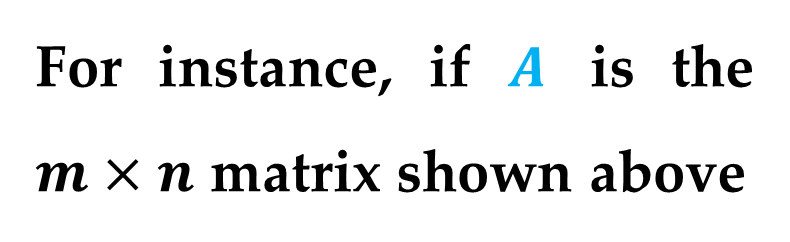 For instance, if A is the
m × n matrix shown above